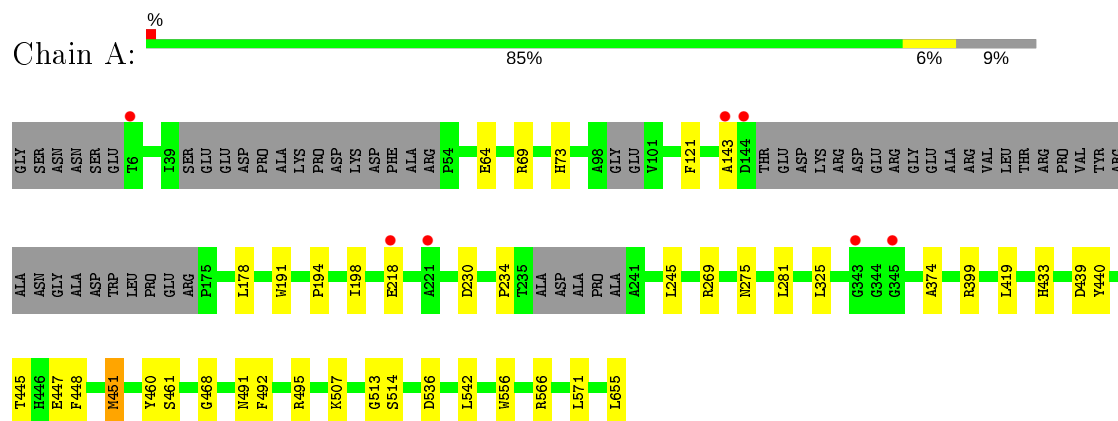 %
Chain A:
85% 6% 9%
GLY SER ASN ASN SER GLU T6 I39 SER GLU GLU ASP PRO ALA LYS PRO ASP LYS ASP PHE ALA ARG P54 E64 R69 H73 A98 GLY GLU V101 F121 A143 D144 THR GLU ASP LYS ARG ASP GLU ARG GLY GLU ALA ARG VAL LEU THR ARG PRO VAL TYR ARG
ALA ASN GLY ALA ALA ASP TRP LEU PRO GLU ARG P175 L178 W191 P194 I198 E218 A221 D230 P234 T235 ALA ASP ALA PRO ALA A241 L245 R269 N275 L281 L325 G343 G344 G345 A374 R399 L419 H433 D439 Y440
T445 H446 E447 F448 M451 Y460 S461 G468 N491 F492 R495 K507 G513 S514 D536 L542 W556 R566 L571 L655